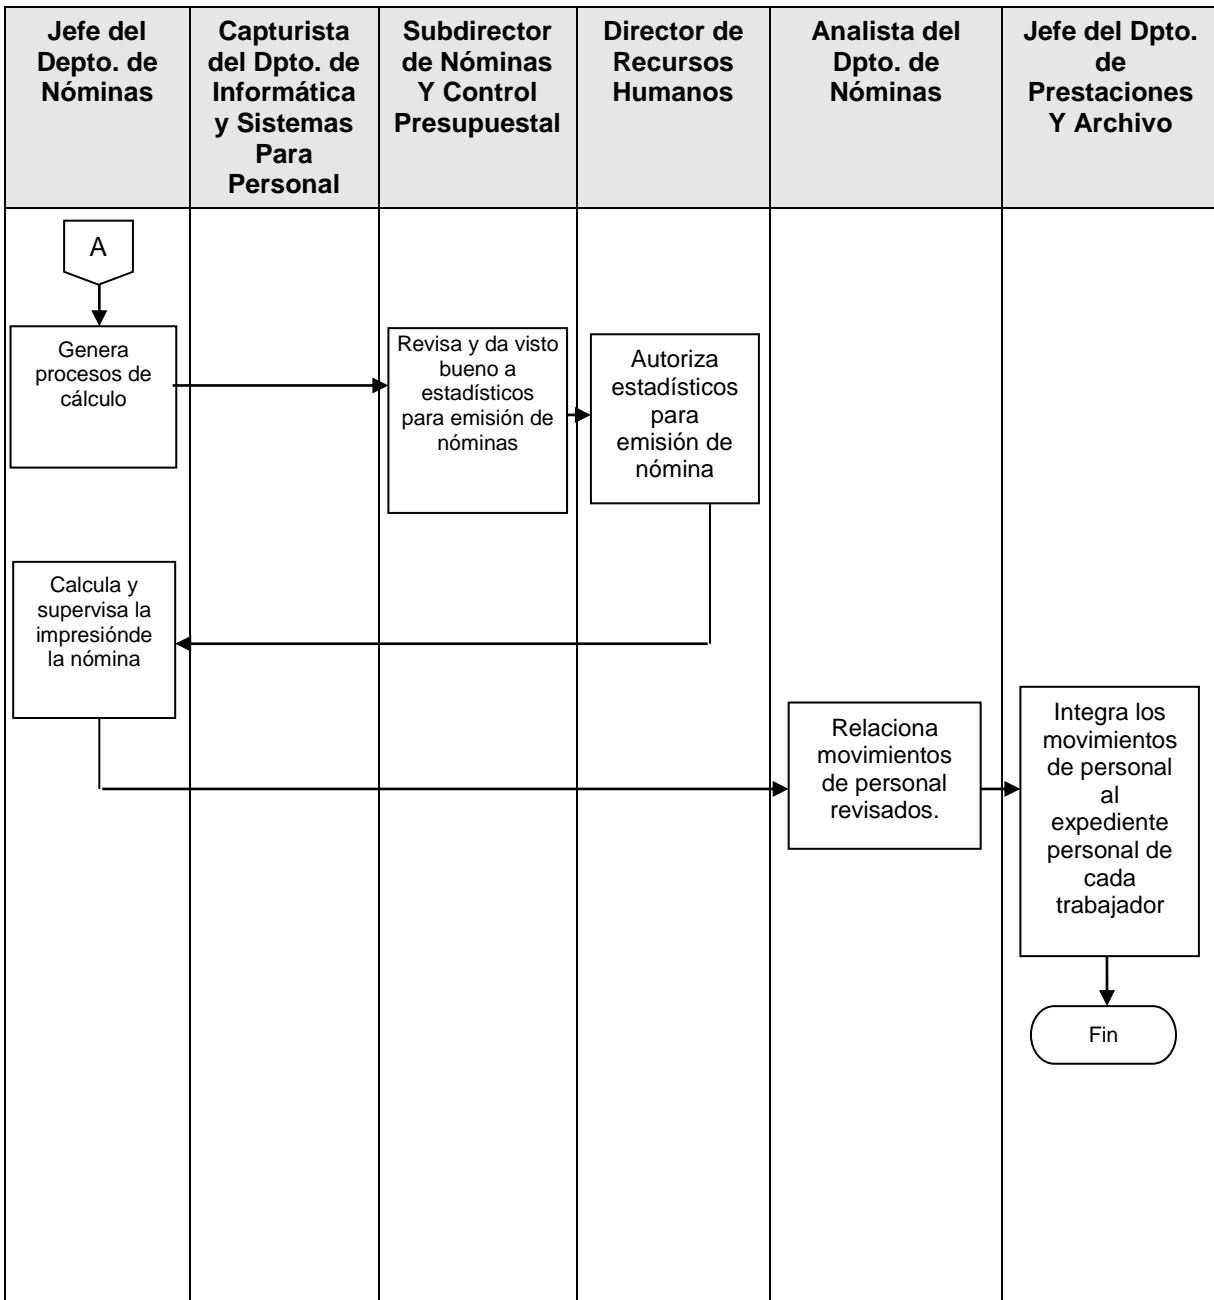 Jefe del
Depto. de
Nóminas
Capturista
del Dpto. de
Informática
y Sistemas
Para
Personal
Subdirector
de Nóminas
Y Control
Presupuestal
Director de
Recursos
Humanos
Analista del
Dpto. de
Nóminas
Jefe del Dpto.
de
Prestaciones
Y Archivo
A
Genera
procesos de
cálculo
Revisa y da visto
bueno a
estadísticos
para emisión de
nóminas
Autoriza
estadísticos
para
emisión de
nómina
Calcula y
supervisa la
impresiónde
la nómina
Relaciona
movimientos
de personal
revisados.
Integra los
movimientos
de personal
al
expediente
personal de
cada
trabajador
Fin